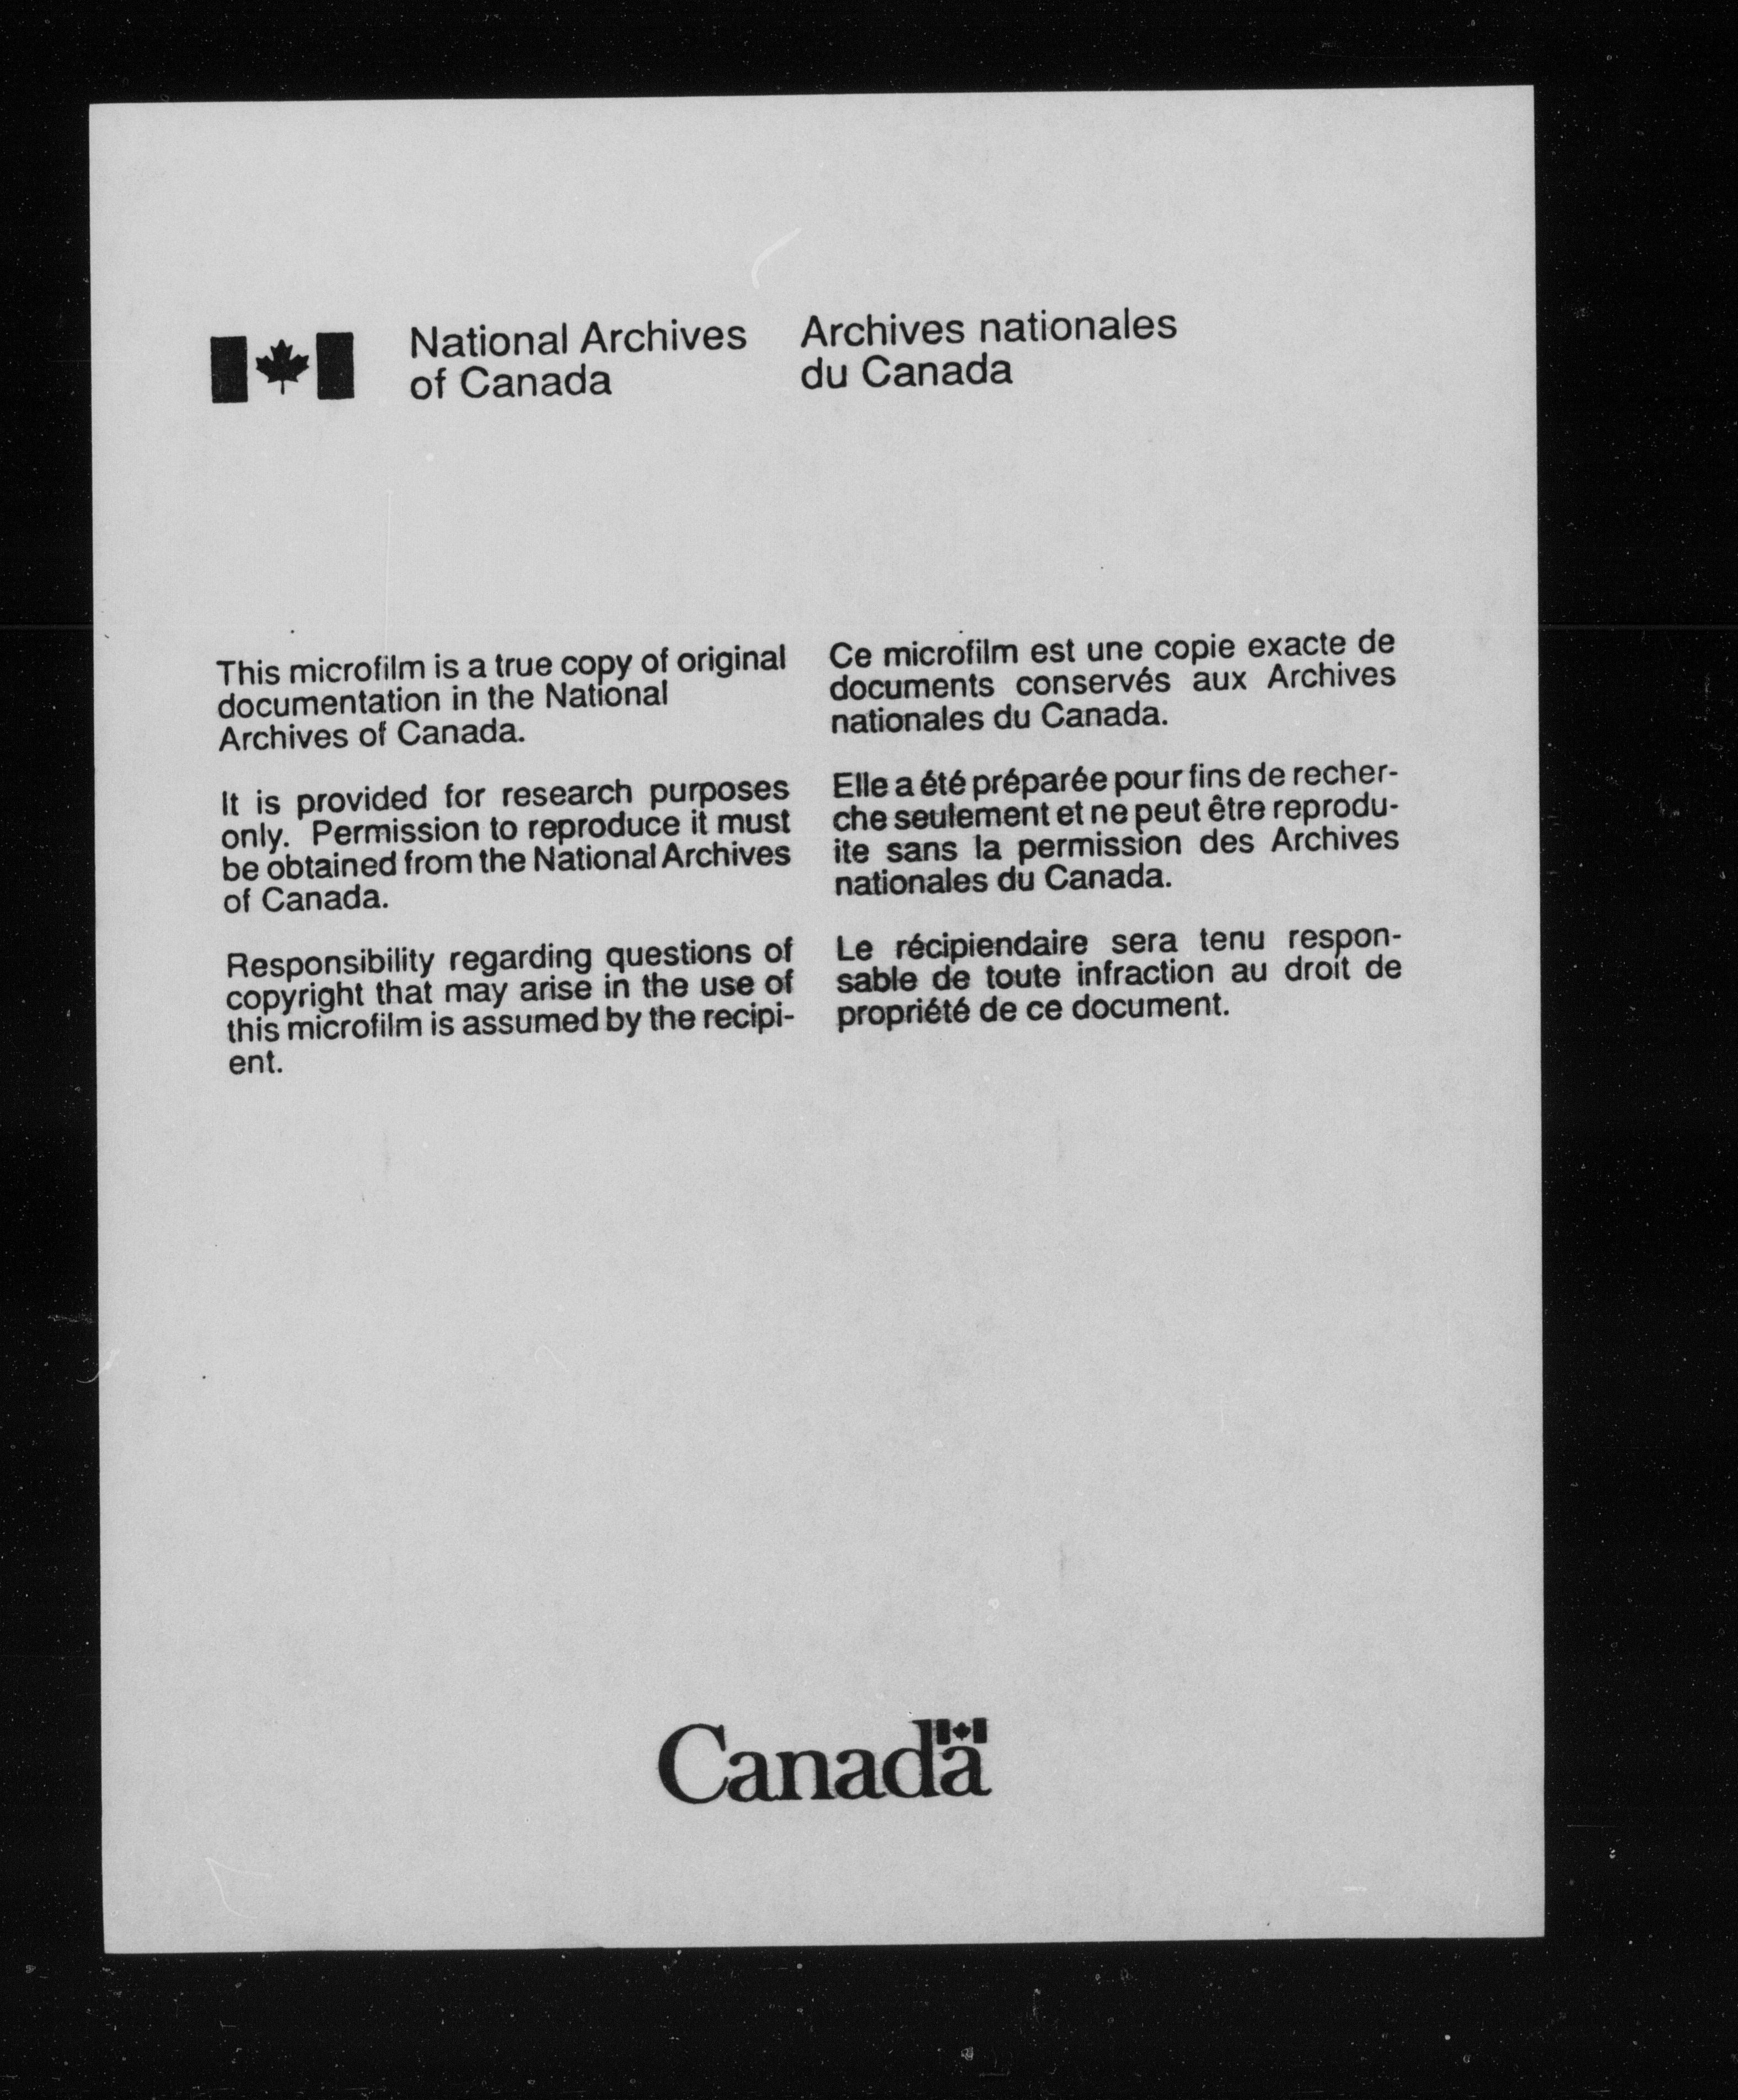 National Archives
of Canada
Archives nationales
du Canada
This microfilm is a true copy of original
documentation in the National
Archives of Canada.
It is provided for research purposes
only. Permission to reproduce it must
be obtained from the National Archives
of Canada.
Responsibility regarding questions of
copyright that may arise in the use of
this microfilm is assumed by the recipi-
ent.
Ce microfilm est une copie exacte de
documents conservés aux Archives
nationales du Canada.
Elle a été préparée pour fins de recher-
che seulement et ne peut être reprodu-
ite sans la permission des Archives
nationales du Canada.
Le récipiendaire sera tenu respon-
sable de toute infraction au droit de
propriété de ce document.
Canada